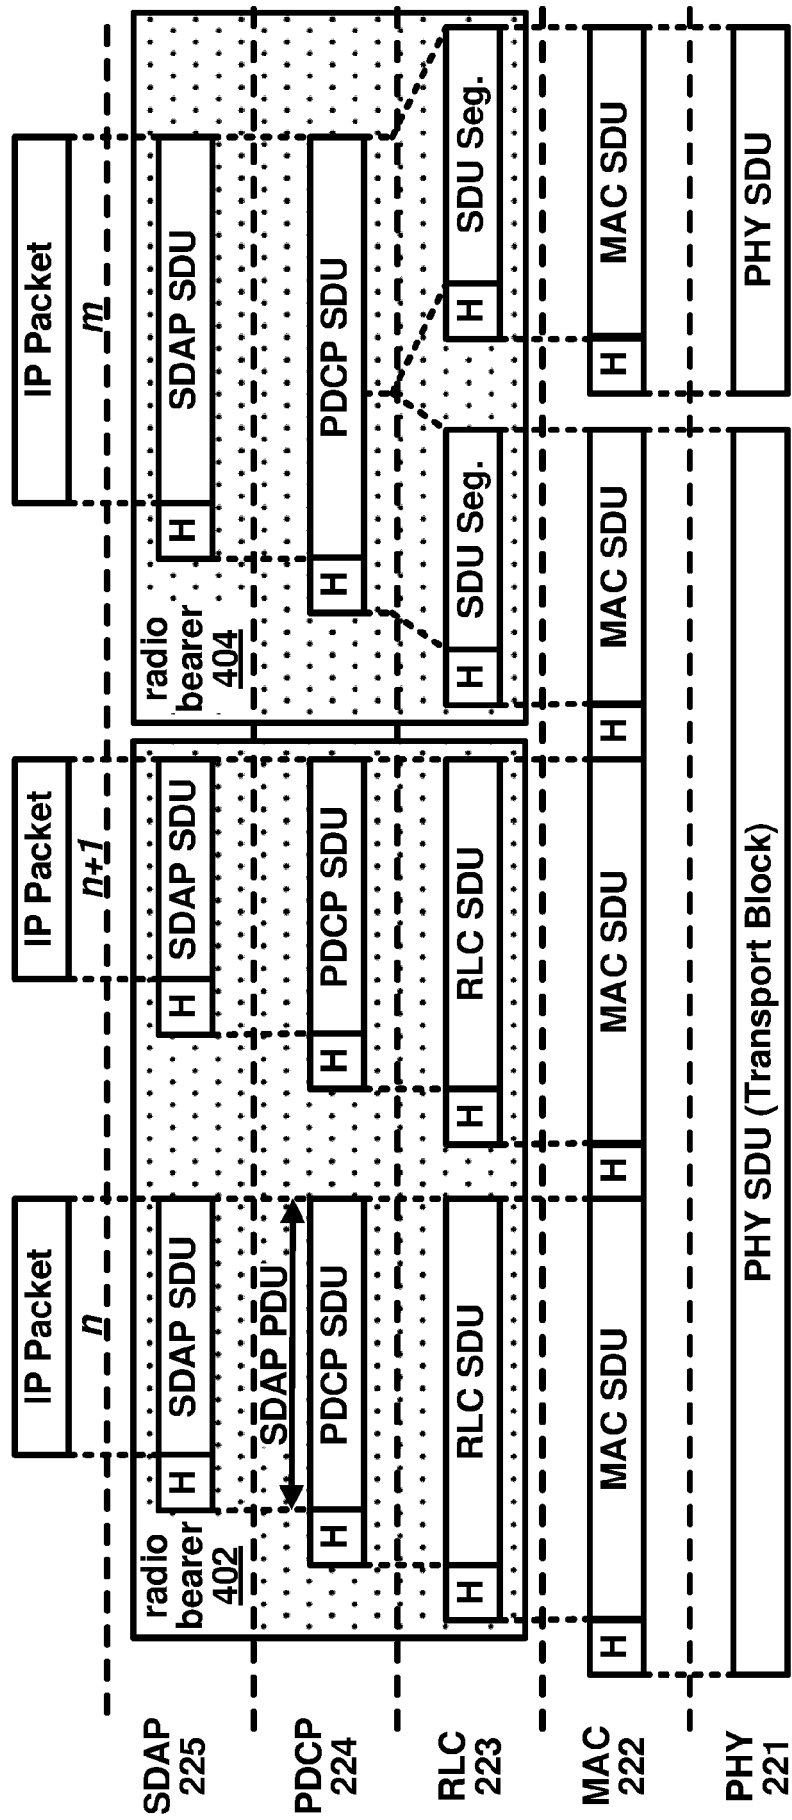 IP Packet
n
IP Packet
n+1
IP Packet
m
SDAP
225
radio
bearer
402
H
SDAP SDU
H
SDAP SDU
radio
bearer
404
H
SDAP SDU
PDCP
224
SDAP PDU
H
PDCP SDU
H
PDCP SDU
H
PDCP SDU
RLC
223
H
RLC SDU
H
RLC SDU
H
SDU Seg.
H
SDU Seg.
MAC
222
H
MAC SDU
H
MAC SDU
H
MAC SDU
H
MAC SDU
PHY
221
PHY SDU (Transport Block)
PHY SDU